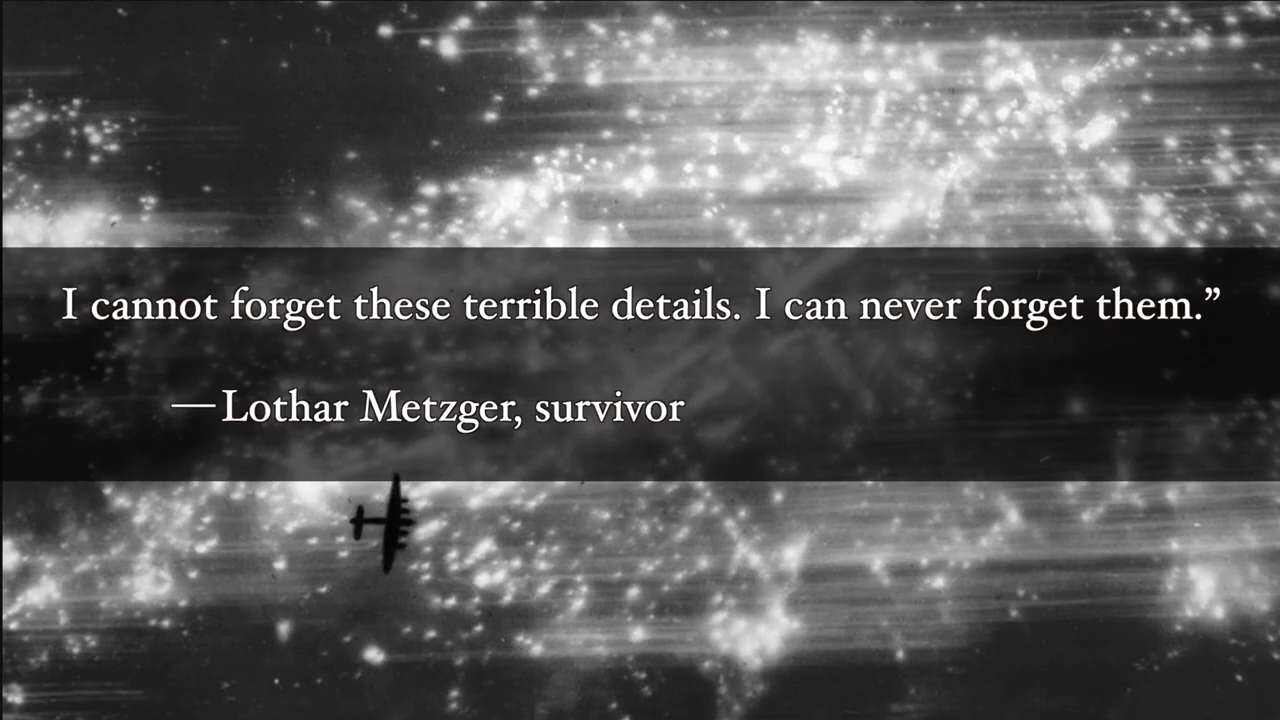 I cannot forget these terrible details. I can never forget them.”
—Lothar Metzger, survivor